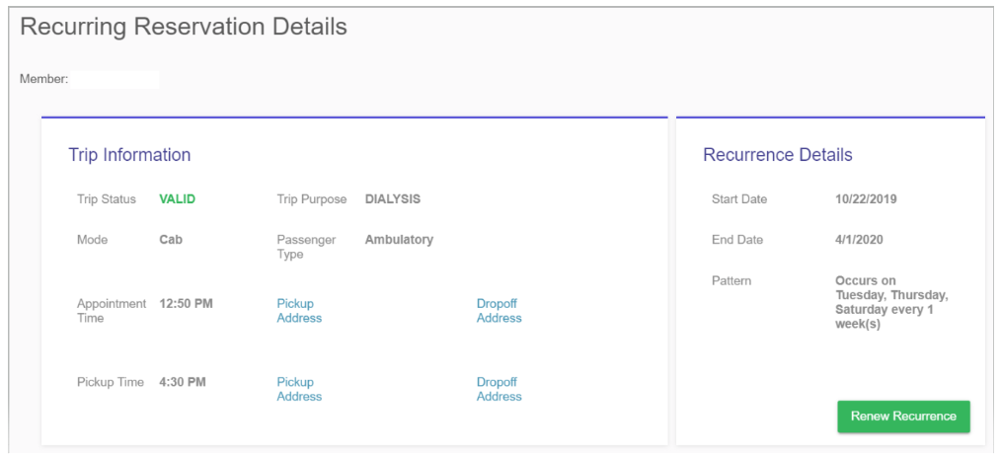 Recurring Reservation Details
Member:
Trip Information
Trip Status VALID Trip Purpose DIALYSIS
Mode Cab Passenger Ambulatory
Type
Appointment 12:50 PM Pickup Dropoff
Time Address Address
Pickup Time 4:30 PM Pickup Dropoff
Address Address
Recurrence Details
Start Date 10/22/2019
End Date 4/1/2020
Pattern Occurs on
Tuesday, Thursday,
Saturday every 1
week(s)
Renew Recurrence